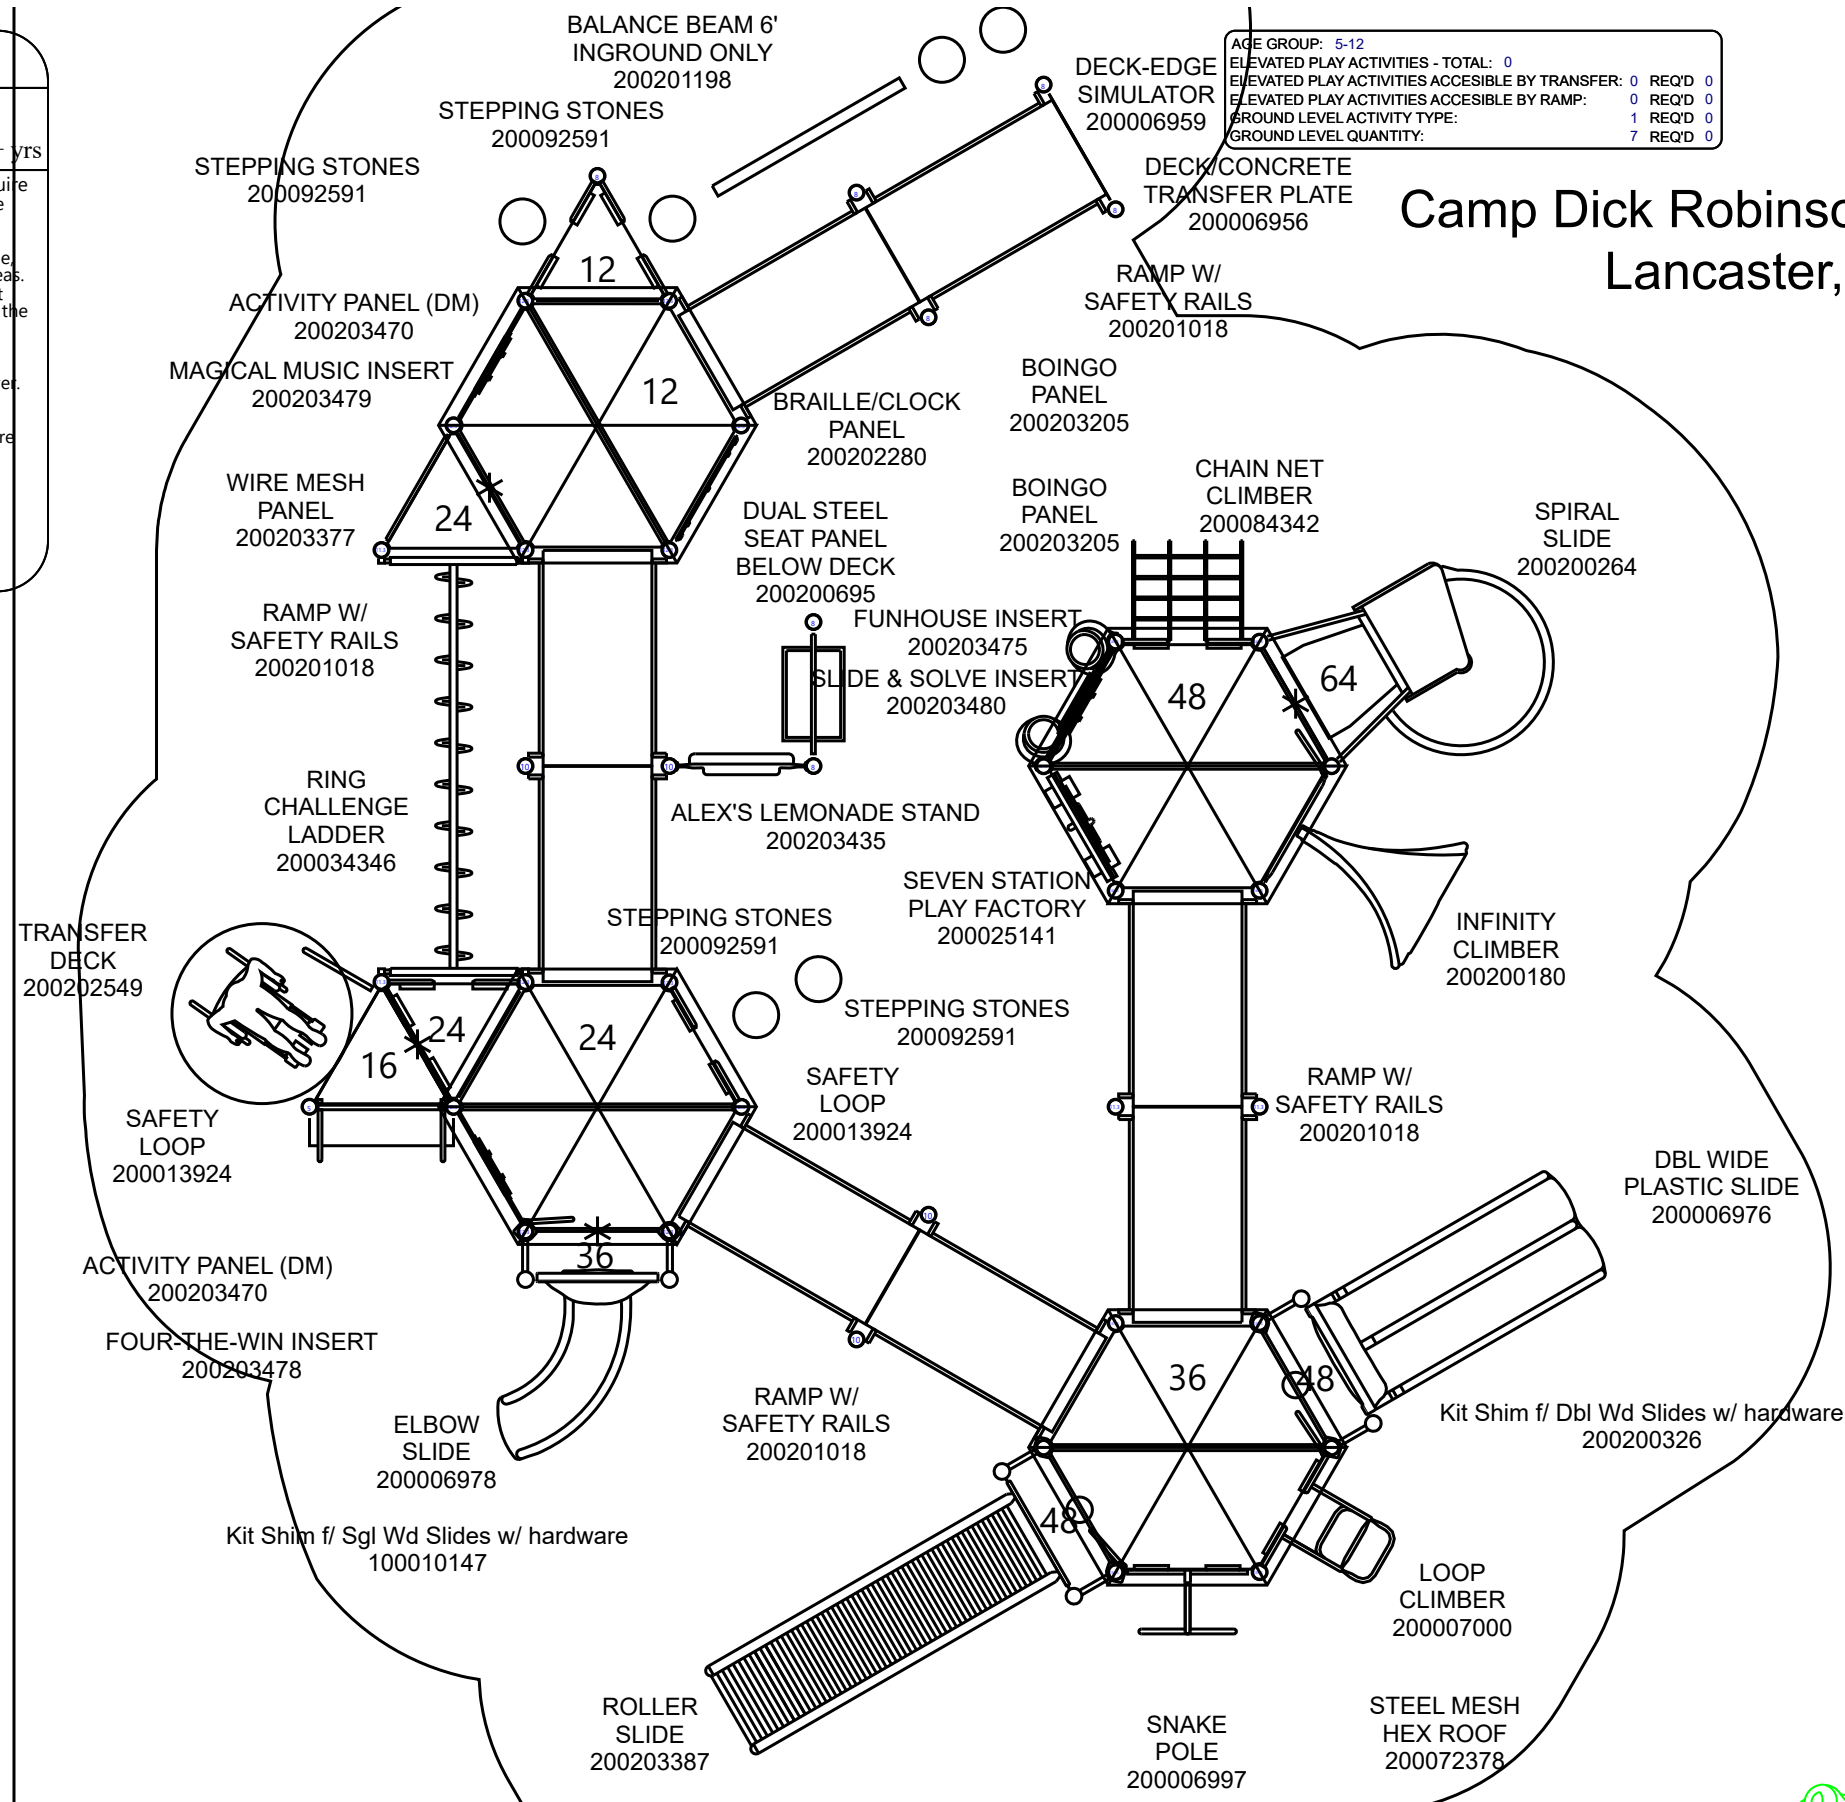 BALANCE BEAM 6'
INGROUND ONLY
200201198
STEPPING STONES
200092591
STEPPING STONES
200092591
DECK-EDGE
SIMULATOR
200006959
AGE GROUP: 5-12
ELEVATED PLAY ACTIVITIES - TOTAL: 0
ELEVATED PLAY ACTIVITIES ACCESIBLE BY TRANSFER: 0 REQ'D 0
ELEVATED PLAY ACTIVITIES ACCESIBLE BY RAMP: 0 REQ'D 0
GROUND LEVEL ACTIVITY TYPE: 1 REQ'D 0
GROUND LEVEL QUANTITY: 7 REQ'D 0
yrs
DECK/CONCRETE
TRANSFER PLATE
200006956
Camp Dick Robinso
Lancaster,
the
er.
re
12
RAMP W/
SAFETY RAILS
200201018
ACTIVITY PANEL (DM)
200203470
MAGICAL MUSIC INSERT
200203479
12
BRAILLE/CLOCK
PANEL
200202280
BOINGO
PANEL
200203205
WIRE MESH
PANEL
200203377
24
DUAL STEEL
SEAT PANEL
BELOW DECK
200200695
BOINGO
PANEL
200203205
CHAIN NET
CLIMBER
200084342
SPIRAL
SLIDE
200200264
RAMP W/
SAFETY RAILS
200201018
FUNHOUSE INSERT
200203475
SLIDE & SOLVE INSERT
200203480
48
64
RING
CHALLENGE
LADDER
200034346
10
10
ALEX'S LEMONADE STAND
200203435
SEVEN STATION
PLAY FACTORY
200025141
INFINITY
CLIMBER
200200180
TRANSFER
DECK
200202549
STEPPING STONES
200092591
STEPPING STONES
200092591
24
24
16
SAFETY
LOOP
200013924
SAFETY
LOOP
200013924
RAMP W/
SAFETY RAILS
200201018
DBL WIDE
PLASTIC SLIDE
200006976
36
ACTIVITY PANEL (DM)
200203470
FOUR-THE-WIN INSERT
200203478
10
10
36
48
ELBOW
SLIDE
200006978
RAMP W/
SAFETY RAILS
200201018
Kit Shim f/ Dbl Wd Slides w/ hardware
200200326
Kit Shim f/ Sgl Wd Slides w/ hardware
100010147
48
LOOP
CLIMBER
200007000
ROLLER
SLIDE
200203387
SNAKE
POLE
200006997
STEEL MESH
HEX ROOF
200072378